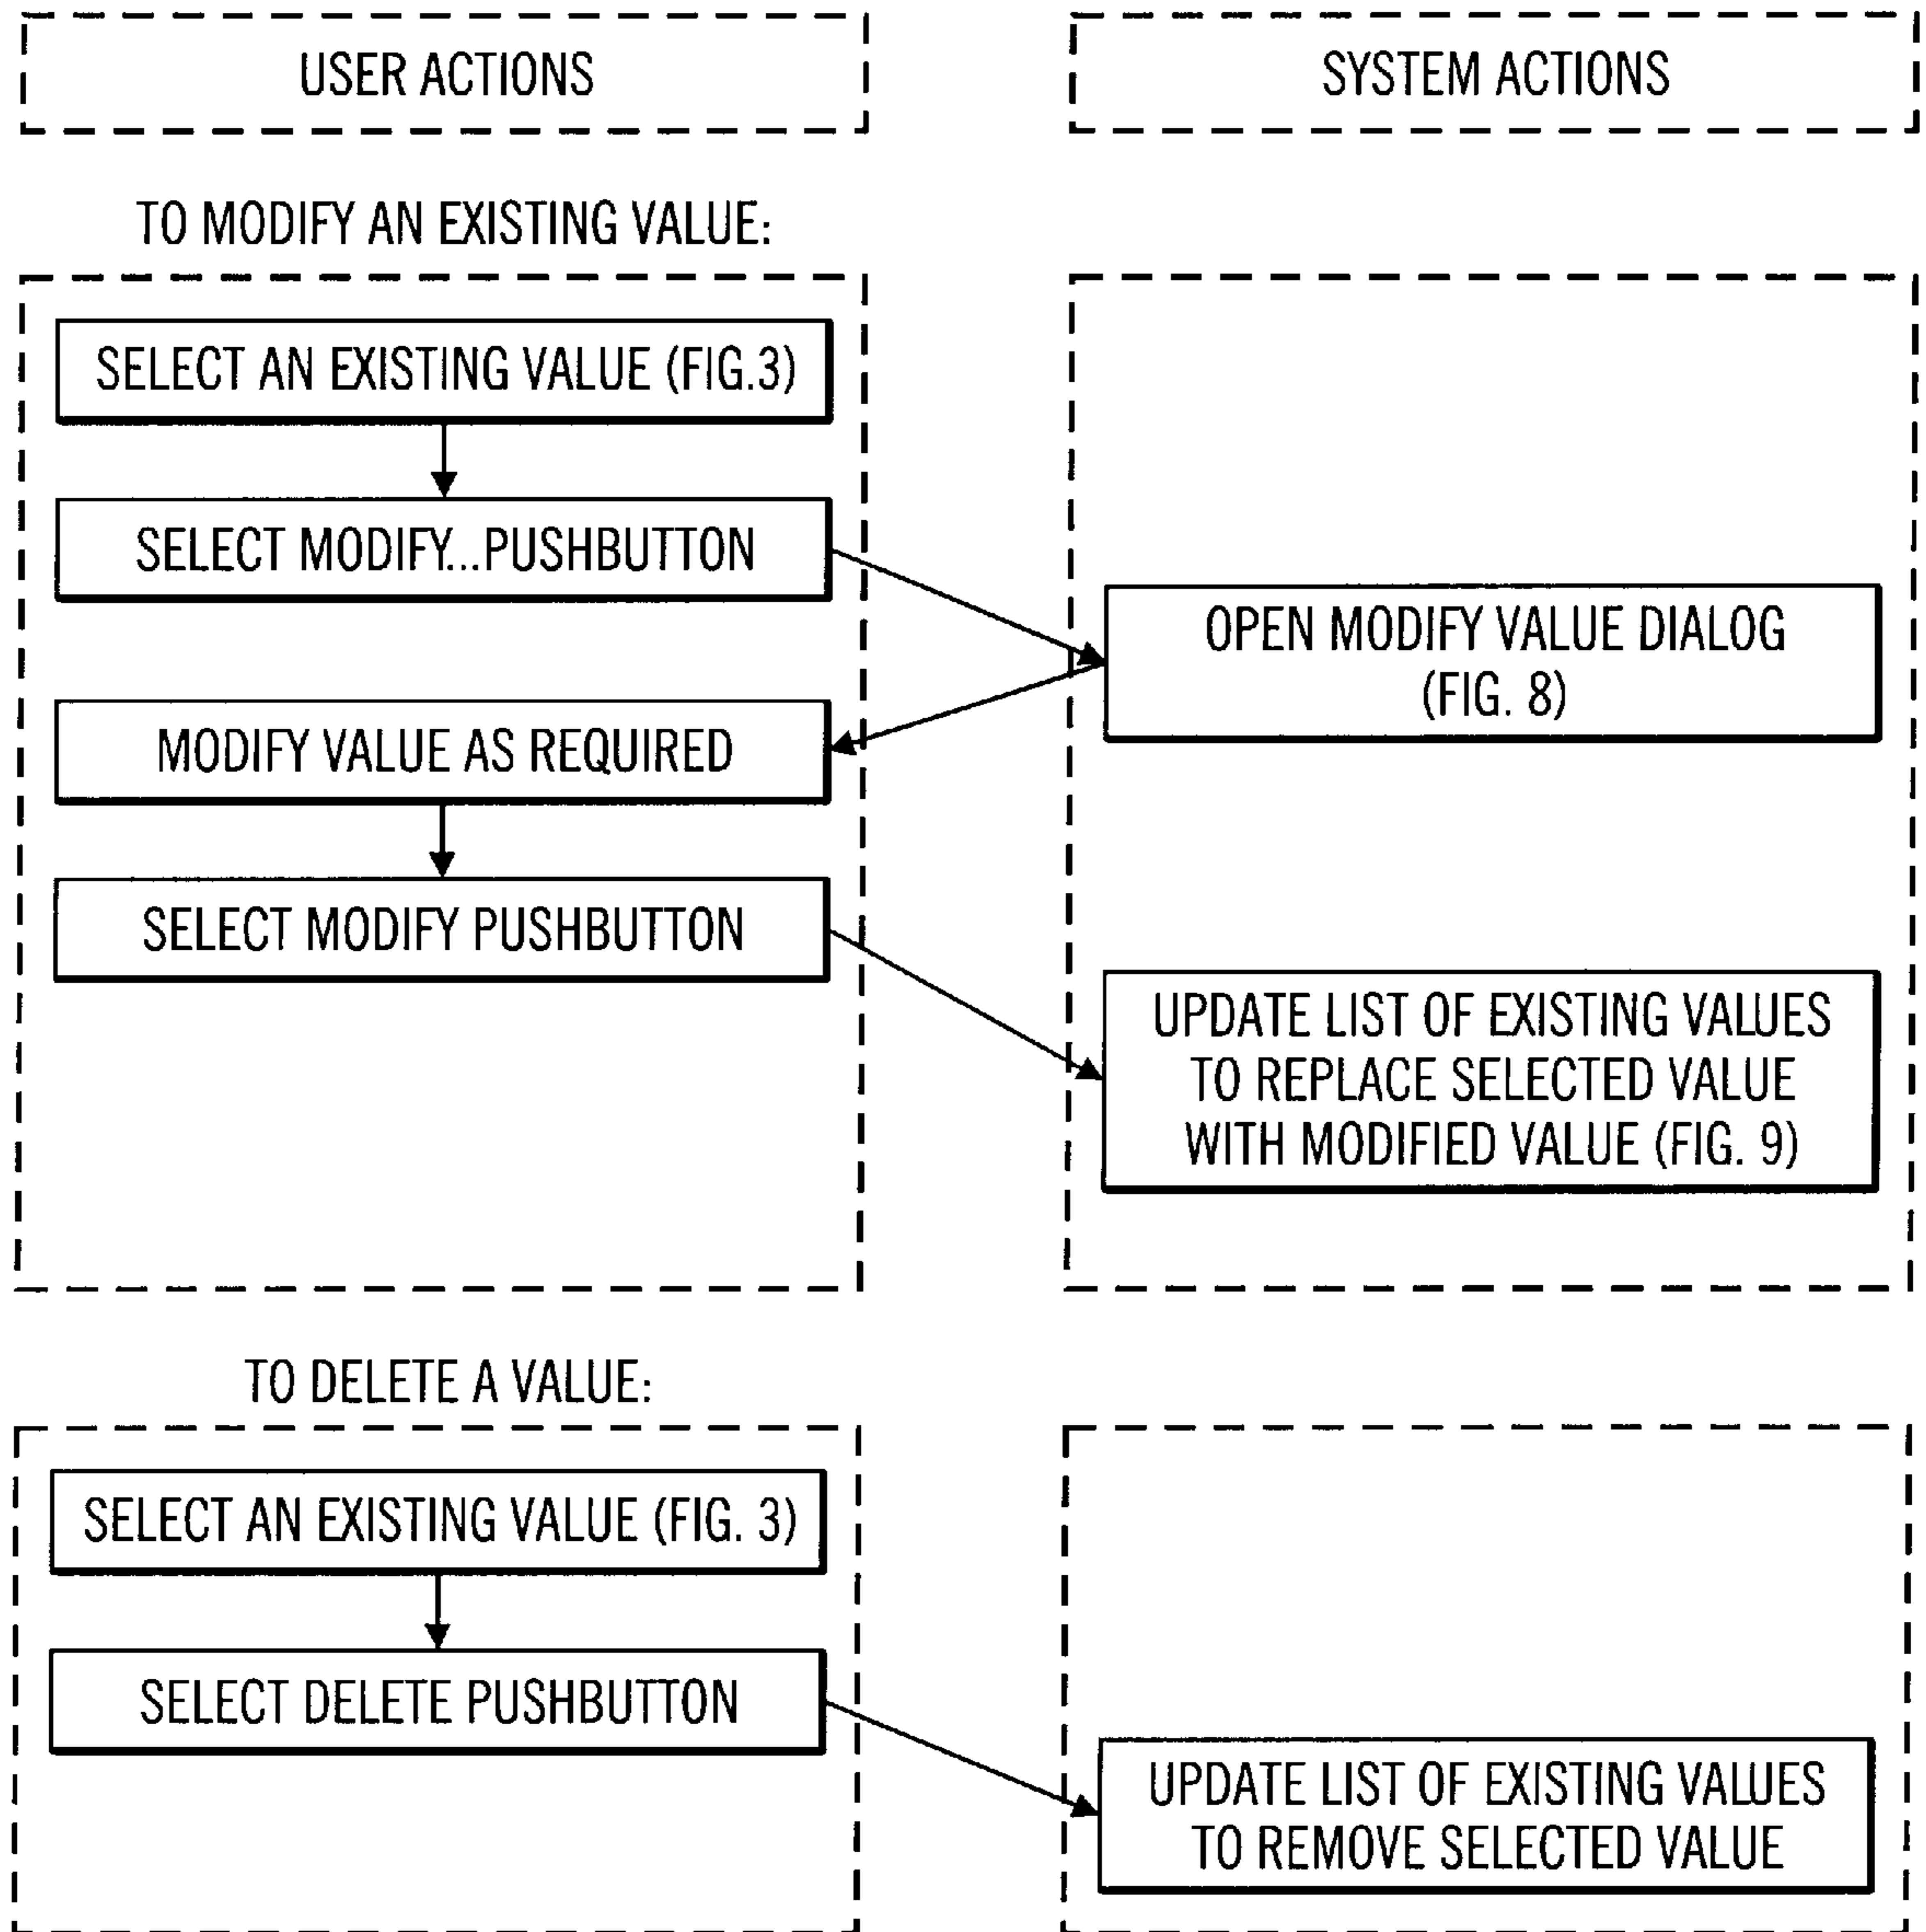 USER ACTIONS
SYSTEM ACTIONS
TO MODIFY AN EXISTING VALUE:
SELECT AN EXISTING VALUE (FIG.3)
SELECT MODIFY...PUSHBUTTON
OPEN MODIFY VALUE DIALOG
(FIG. 8)
MODIFY VALUE AS REQUIRED
SELECT MODIFY PUSHBUTTON
UPDATE LIST OF EXISTING VALUES
TO REPLACE SELECTED VALUE
WITH MODIFIED VALUE (FIG. 9)
TO DELETE A VALUE:
SELECT AN EXISTING VALUE (FIG. 3)
SELECT DELETE PUSHBUTTON
UPDATE LIST OF EXISTING VALUES
TO REMOVE SELECTED VALUE